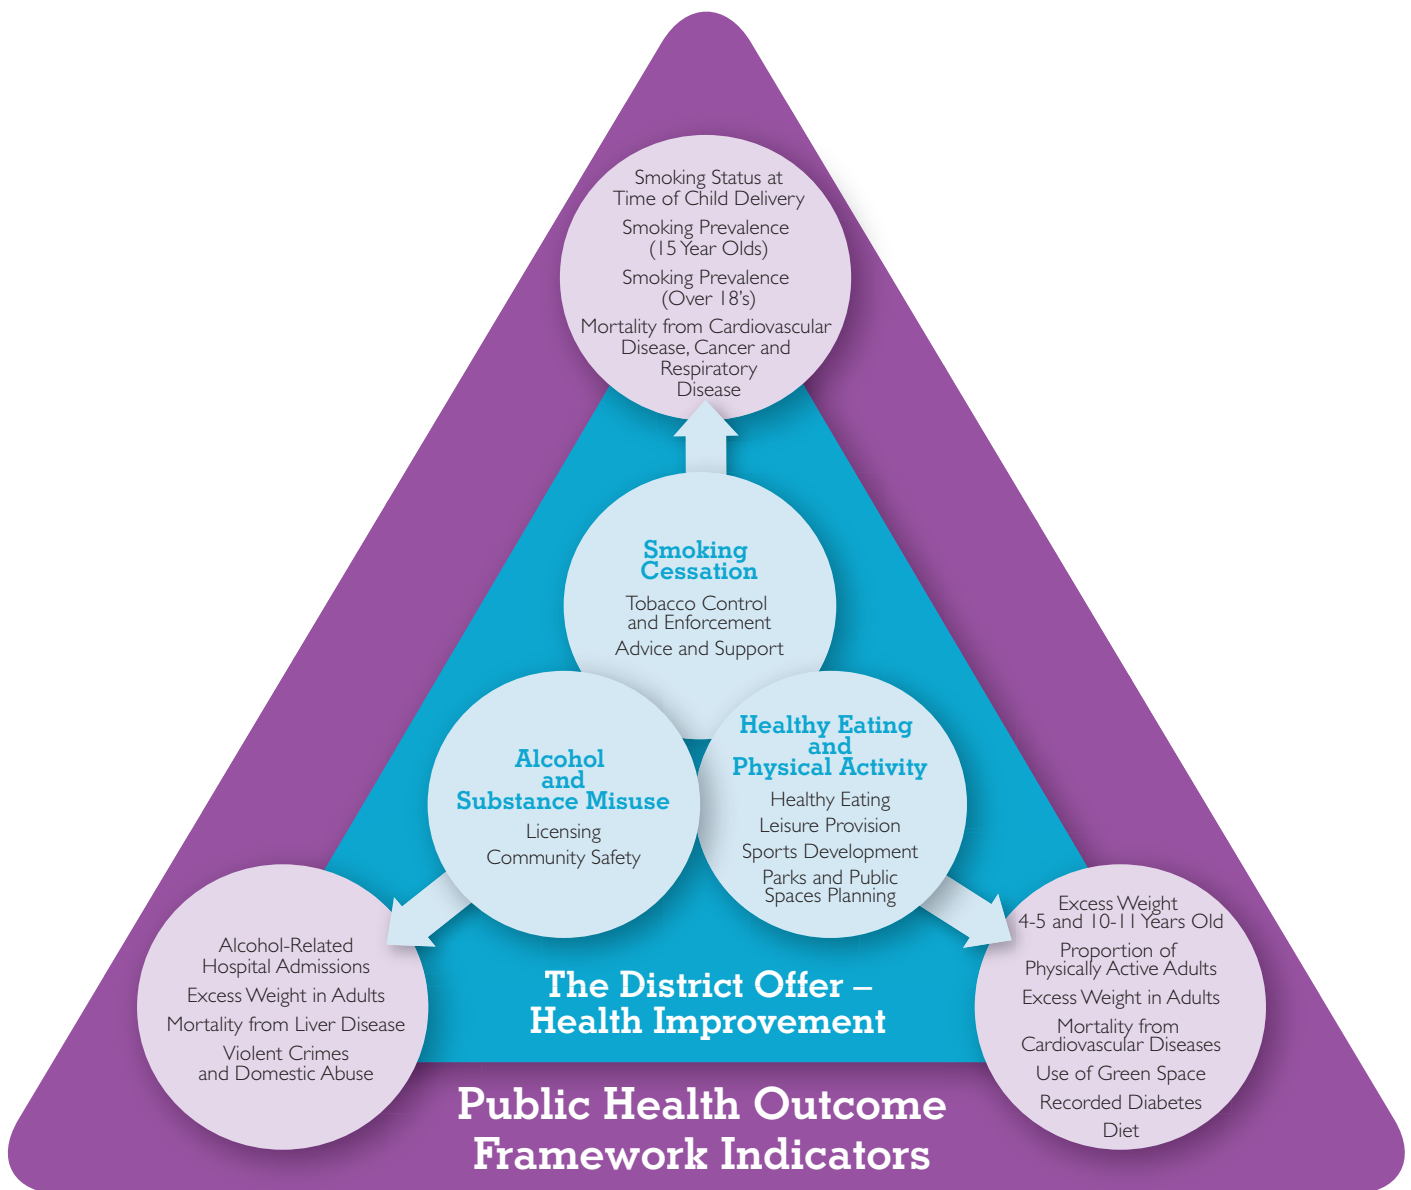 Smoking Status at
Time of Child Delivery
Smoking Prevalence
(15 Year Olds)
Smoking Prevalence
(Over 18's)
Mortality from Cardiovascular
Disease, Cancer and
Respiratory
Disease
Smoking
Cessation
Tobacco Control
and Enforcement
Advice and Support
Alcohol
and
Substance Misuse
Licensing
Community Safety
Healthy Eating
and
Physical Activity
Healthy Eating
Leisure Provision
Sports Development
Parks and Public
Spaces Planning
Alcohol-Related
Hospital Admissions
Excess Weight in Adults
Mortality from Liver Disease
Violent Crimes
and Domestic Abuse
Excess Weight
4-5 and 10-11 Years Old
Proportion of
Physically Active Adults
Excess Weight in Adults
Mortality from
Cardiovascular Diseases
Use of Green Space
Recorded Diabetes
Diet
The District Offer –
Health Improvement
Public Health Outcome
Framework Indicators